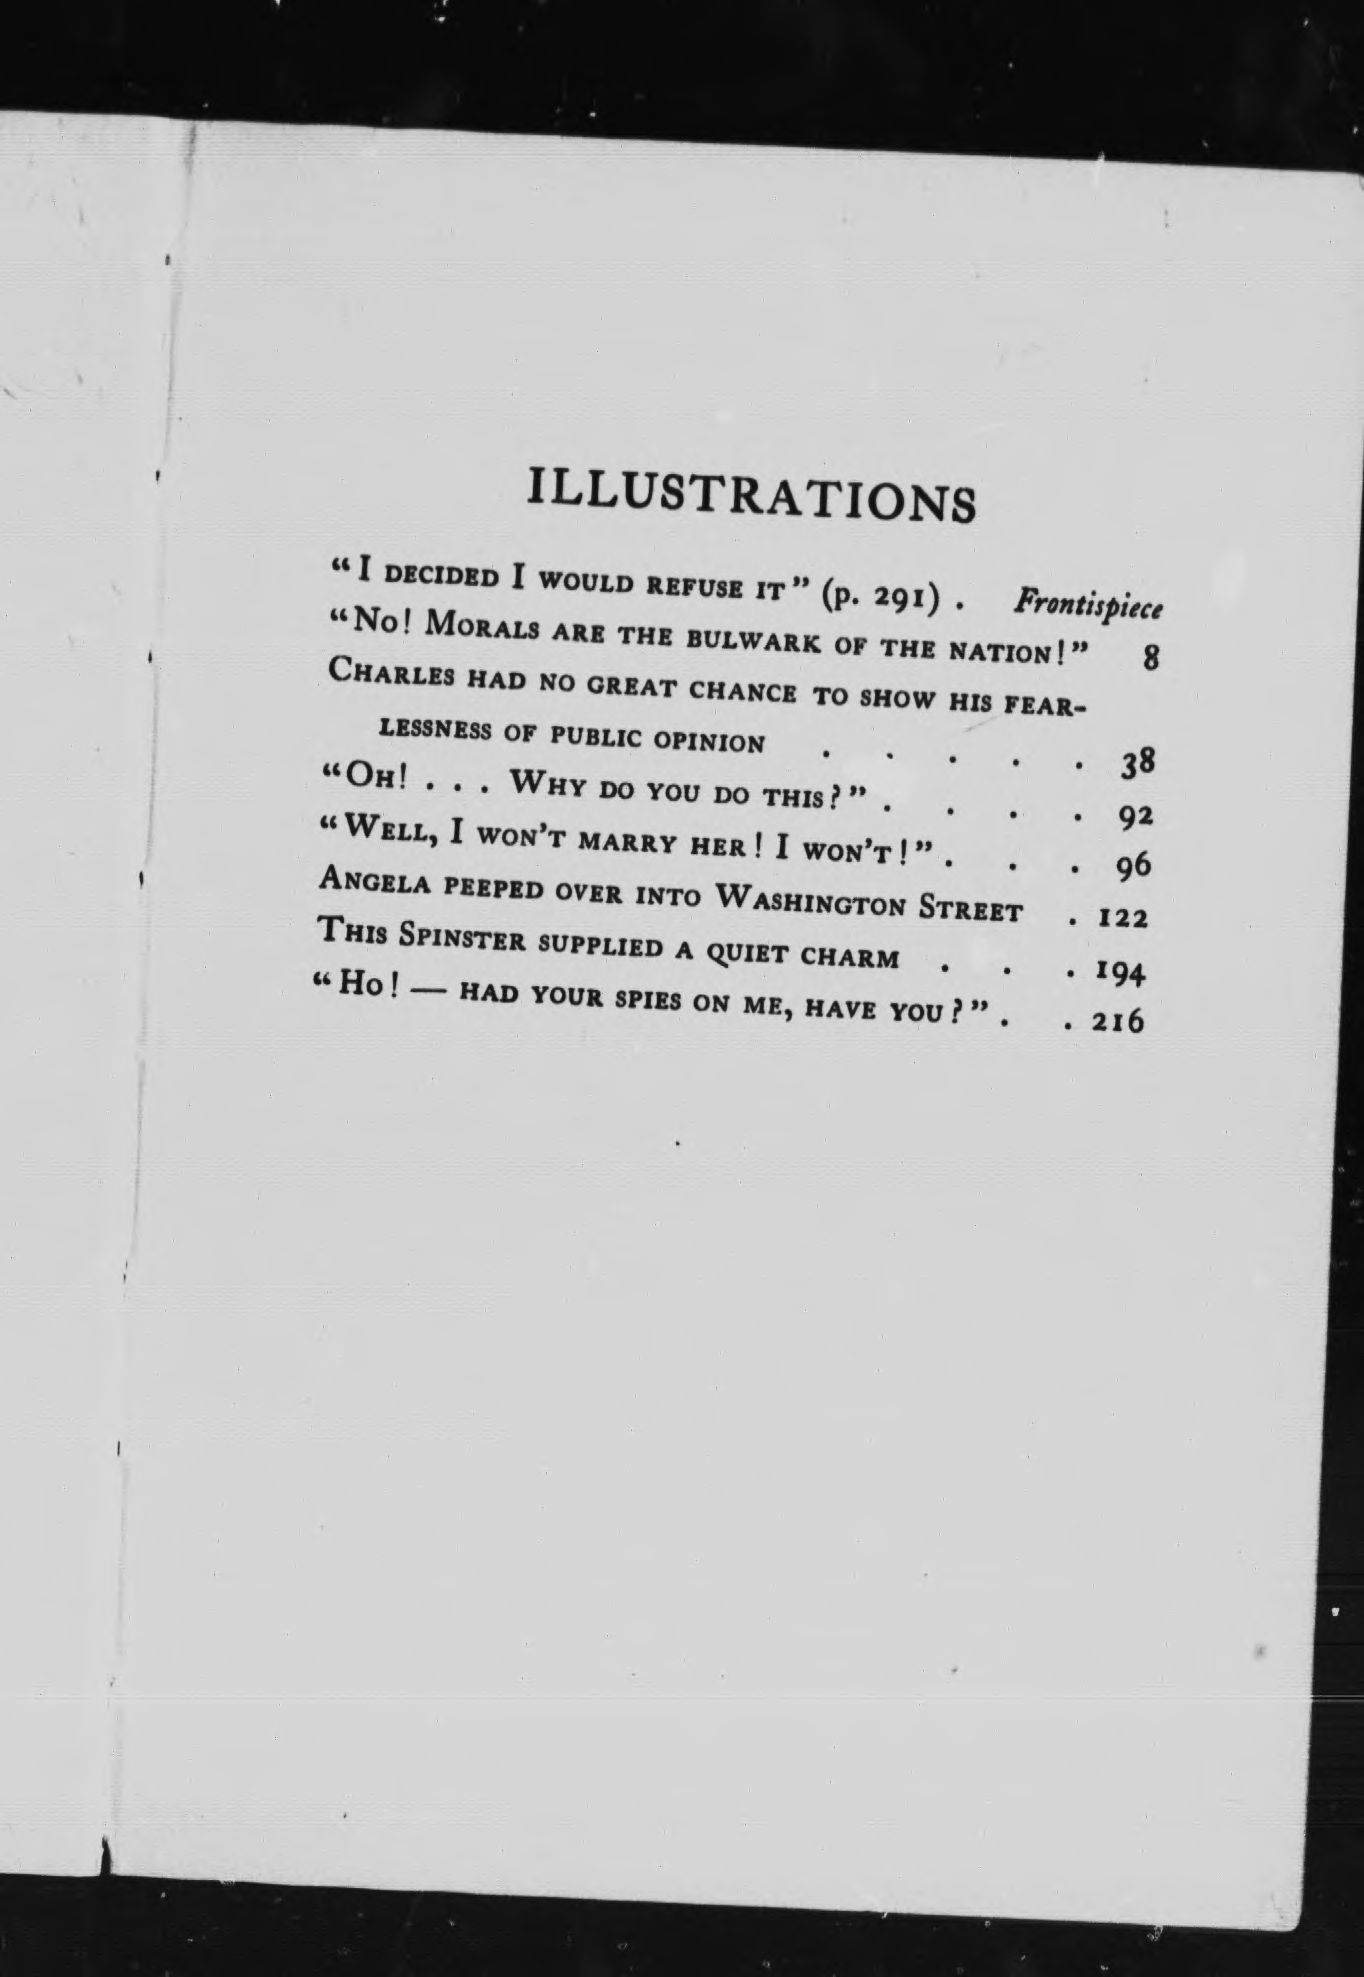 ILLUSTRATIONS
“I DECIDED I WOULD REFUSE IT” (p. 291) . Frontispiece
“NO! MORALS ARE THE BULWARK OF THE NATION!” 8
CHARLES HAD NO GREAT CHANCE TO SHOW HIS FEAR-
LESSNESS OF PUBLIC OPINION . . . . . 38
“OH! . . . WHY DO YOU DO THIS?” . . . . 92
“WELL, I WON’T MARRY HER! I WON’T!” . . . 96
ANGELA PEEPED OVER INTO WASHINGTON STREET . 122
THIS SPINSTER SUPPLIED A QUIET CHARM . . . 194
“HO! — HAD YOUR SPIES ON ME, HAVE YOU?” . . 216